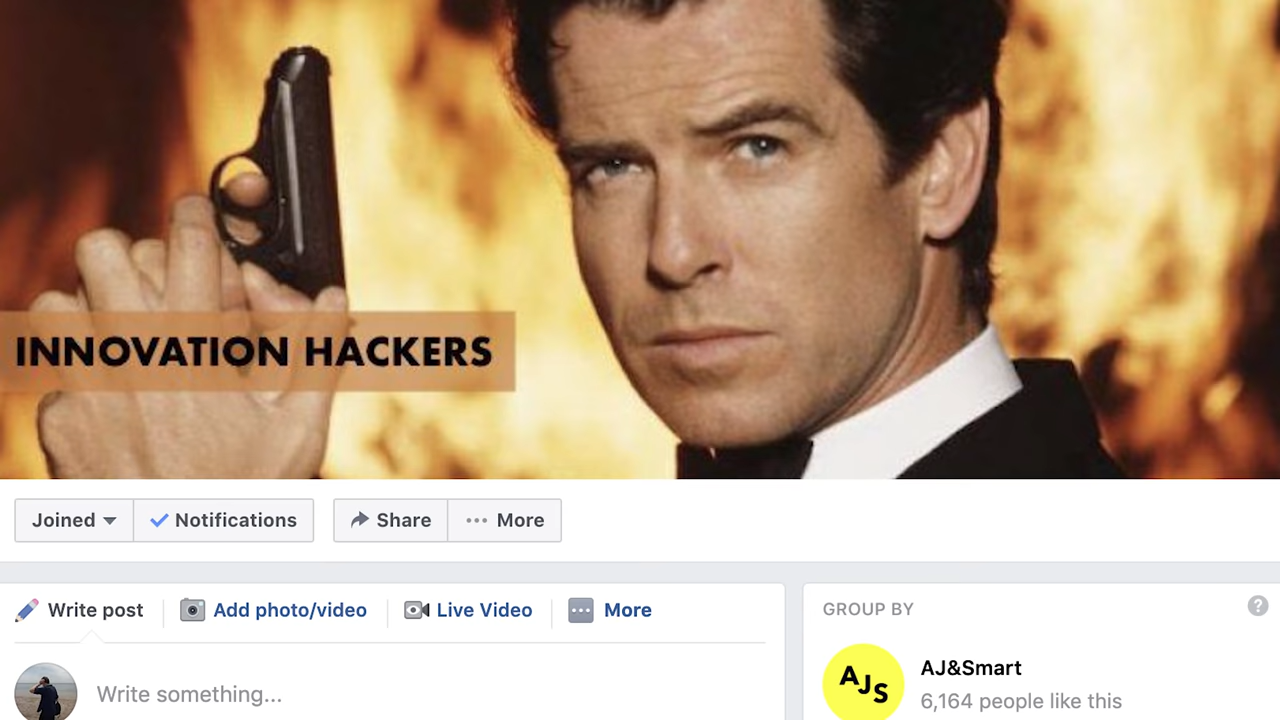 INNOVATION HACKERS
Joined Notifications Share ••• More
Write post Add photo/video Live Video More
GROUP BY ?
AJS
AJ&Smart
Write something...
6,164 people like this